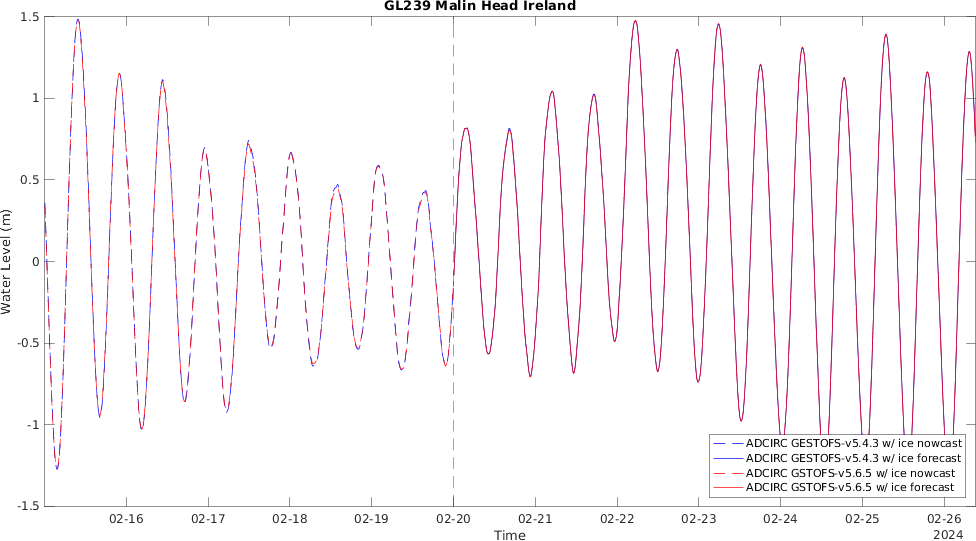 GL239 Malin Head Ireland
1.5
1
0.5
0
-0.5
-1
-1.5
Water Level (m)
ADCIRC GESTOFS-v5.4.3 w/ ice nowcast
ADCIRC GESTOFS-v5.4.3 w/ ice forecast
ADCIRC GSTOFS-v5.6.5 w/ ice nowcast
ADCIRC GSTOFS-v5.6.5 w/ ice forecast
02-16 02-17 02-18 02-19 02-20 02-21 02-22 02-23 02-24 02-25 02-26
Time 2024